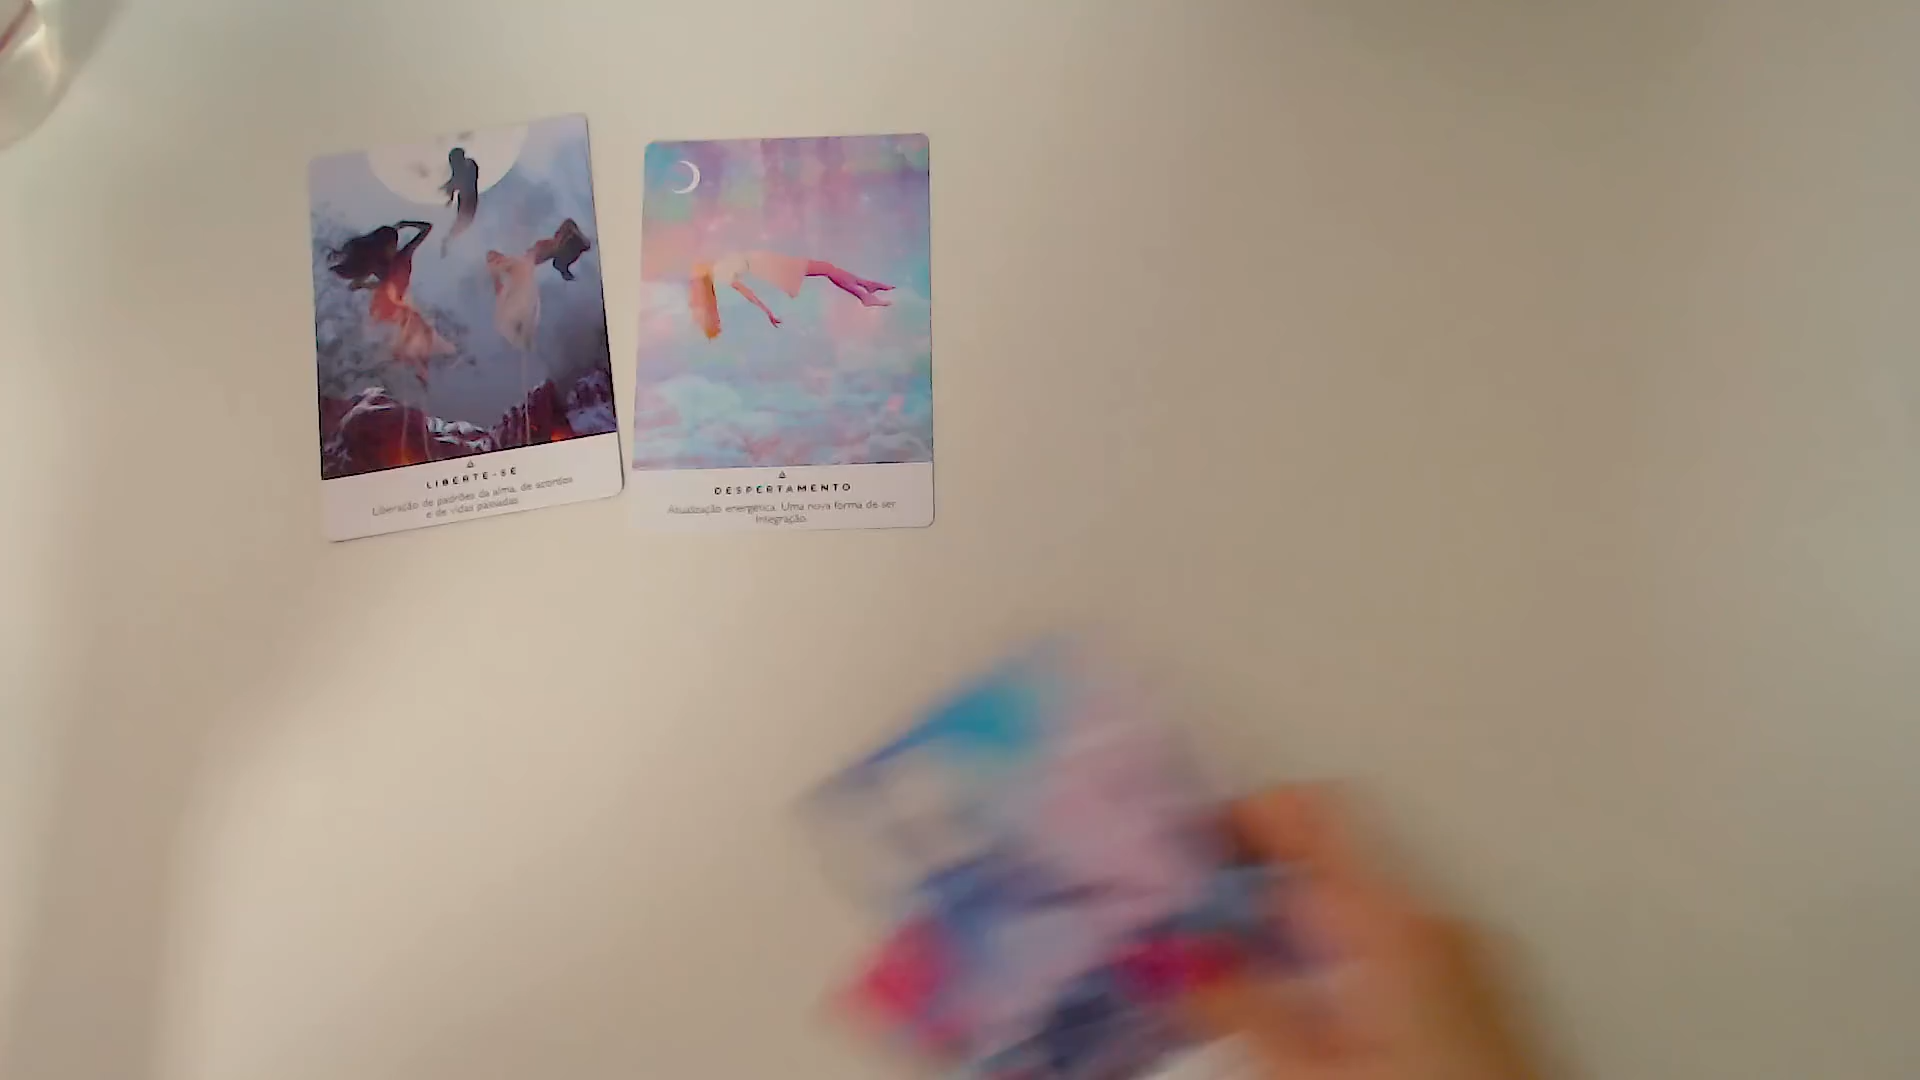 LIBERTE-SE
Liberação de padrões da alma, de acordos
e de vidas passadas
DESPERTAMENTO
Atualização energética. Uma nova forma de ser
Integração.